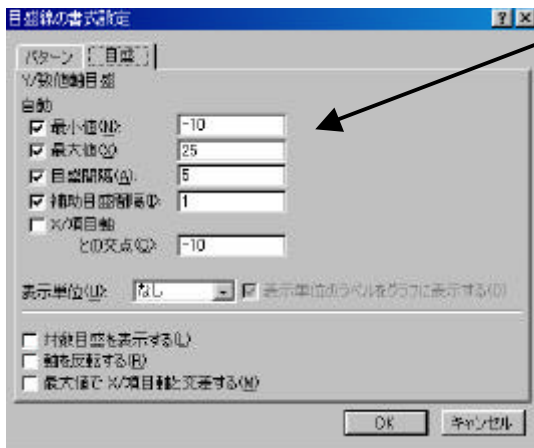 目盛線の書式設定
パターン 目盛
Y/数値軸目盛
自動
最小値(N): -10
最大値(X): 25
目盛間隔(A): 5
補助目盛間隔(I): 1
X/項目軸
との交点(C): -10
表示単位(U): なし 表示単位のラベルをグラフに表示する(D)
対数目盛を表示する(L)
軸を反転する(R)
最大値で X/項目軸と交差する(M)
OK キャンセル